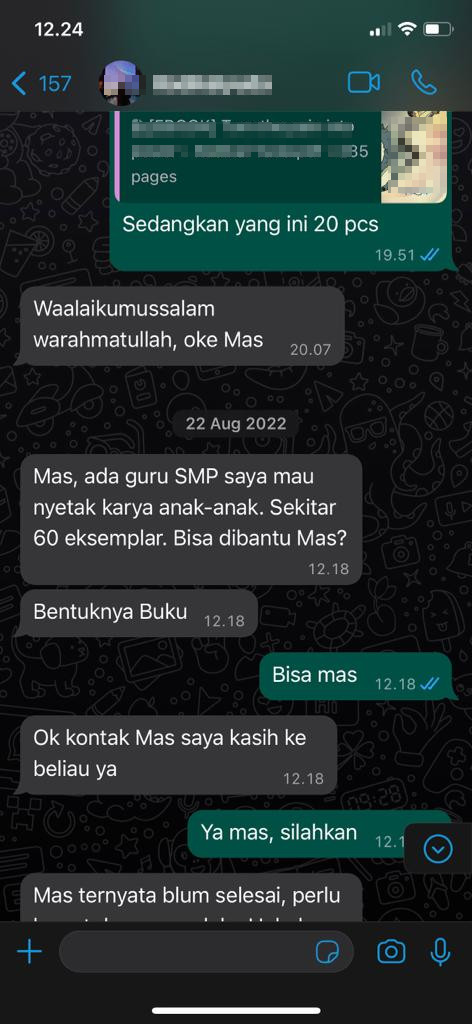 12.24
157
85
pages
Sedangkan yang ini 20 pcs
19.51
Waalaikumussalam
warahmatullah, oke Mas
20.07
22 Aug 2022
Mas, ada guru SMP saya mau
nyetak karya anak-anak. Sekitar
60 eksemplar. Bisa dibantu Mas?
12.18
Bentuknya Buku
12.18
Bisa mas
12.18
Ok kontak Mas saya kasih ke
beliau ya
12.18
Ya mas, silahkan
12.1
Mas ternyata blum selesai, perlu